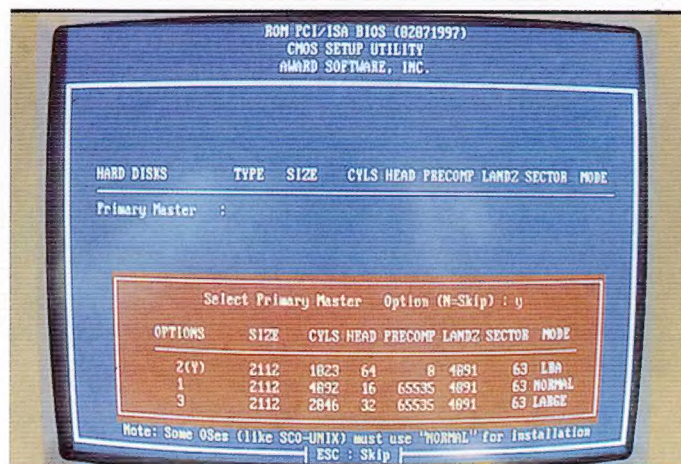 ROM PCI/ISA BIOS (02871997)
CMOS SETUP UTILITY
AWARD SOFTWARE, INC.
HARD DISKS TYPE SIZE CYLS HEAD PRECOMP LANDZ SECTOR MODE
Primary Master :
Select Primary Master Option (N=Skip) : y
OPTIONS SIZE CYLS HEAD PRECOMP LANDZ SECTOR MODE
2(Y) 2112 1023 64 0 4091 63 LBA
1 2112 4092 16 65535 4091 63 NORMAL
3 2112 2046 32 65535 4091 63 LARGE
Note: Some OSes (like SCO-UNIX) must use "NORMAL" for installation
ESC : Skip